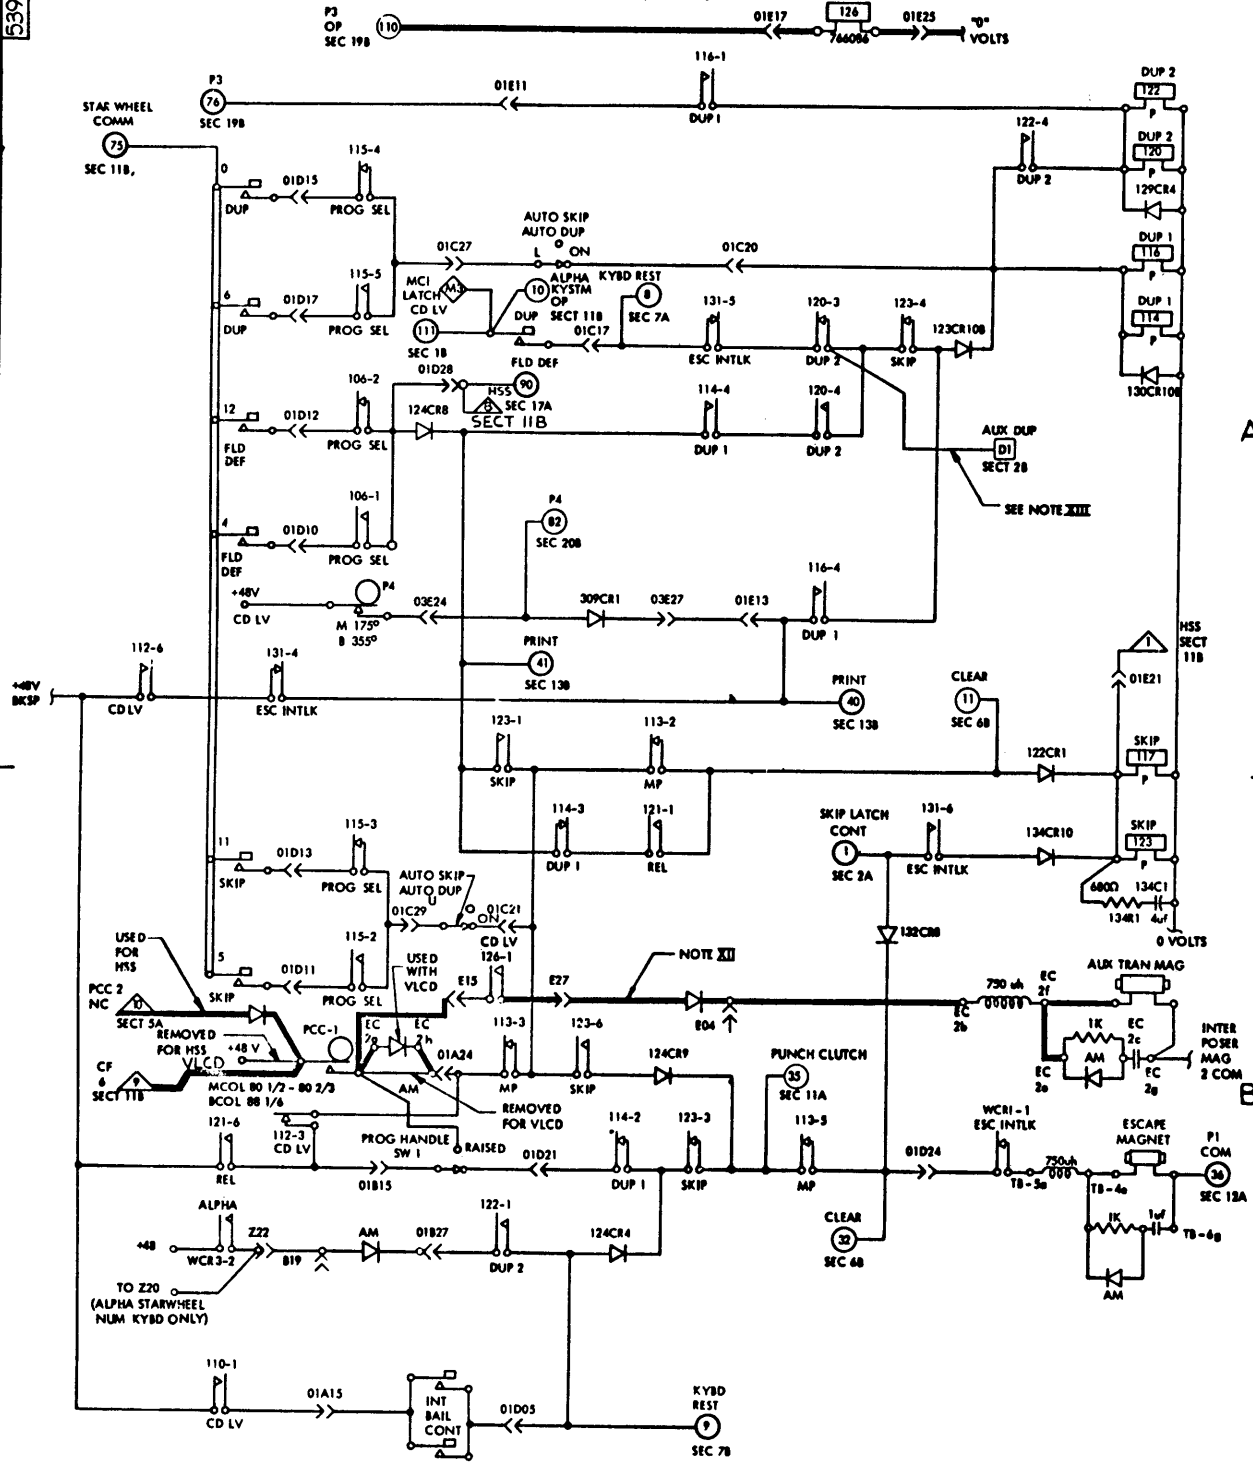 539
P3
OP
SEC 19B
110
01E17
126
766086
01E25
"0"
VOLTS
P3
76
SEC 19B
01E11
116-1
DUP 1
DUP 2
122
P
STAR WHEEL
COMM
75
SEC 11B,
122-4
DUP 2
DUP 2
120
P
129CR4
0
DUP
01D15
115-4
PROG SEL
AUTO SKIP
AUTO DUP
L
ON
01C27
01C20
DUP 1
116
P
6
DUP
01D17
115-5
PROG SEL
MCI
LATCH
CD LV
M3
10
ALPHA
KYSTM
OP
SECT 11B
KYBD REST
8
SEC 7A
DUP
01C17
111
SEC 1B
131-5
ESC INTLK
120-3
DUP 2
123-4
SKIP
123CR10B
DUP 1
114
P
130CR10B
FLD DEF
90
SEC 17A
01D28
HSS
8
SECT 11B
12
FLD
DEF
01D12
106-2
PROG SEL
124CR8
114-4
DUP 1
120-4
DUP 2
AUX DUP
D1
SECT 2B
SEE NOTE XIII
A
4
FLD
DEF
01D10
106-1
PROG SEL
P4
82
SEC 20B
+48V
CD LV
P4
M 175°
B 355°
03E24
309CR1
03E27
01E13
116-4
DUP 1
HSS
SECT
11B
1
01E21
PRINT
41
SEC 13B
+48V
BKSP
112-6
CD LV
131-4
ESC INTLK
PRINT
40
SEC 13B
CLEAR
11
SEC 6B
123-1
SKIP
113-2
MP
122CR1
SKIP
117
P
114-3
DUP 1
121-1
REL
SKIP LATCH
CONT
1
SEC 2A
131-6
ESC INTLK
134CR10
SKIP
123
P
11
SKIP
01D13
115-3
PROG SEL
AUTO SKIP
AUTO DUP
U
O
ON
01C29
01C21
CD LV
680Ω
134R1
134C1
4uf
0 VOLTS
132CR8
USED
FOR
HSS
5
SKIP
01D11
115-2
PROG SEL
USED
WITH
VLCD
E15
126-1
E27
NOTE XII
E04
EC
2b
750 uh
EC
2f
AUX TRAN MAG
PCC 2
NC
10
SECT 5A
REMOVED
FOR HSS
VLCD
+48 V
PCC-1
EC
2g
EC
2h
01A24
AM
113-3
MP
123-6
SKIP
124CR9
PUNCH CLUTCH
35
SEC 11A
1K
AM
EC
2c
EC
2e
EC
2g
INTER
POSER
MAG
2 COM
B
CF
6
SECT 11B
9
MCOL 80 1/2 - 80 2/3
BCOL 88 1/6
REMOVED
FOR VLCD
121-6
REL
112-3
CD LV
PROG HANDLE
SW 1
RAISED
01B15
01D21
114-2
DUP 1
123-3
SKIP
113-5
MP
01D24
WCR1-1
ESC INTLK
TB-5a
750uh
TB-4a
ESCAPE
MAGNET
P1
COM
36
SEC 12A
1K
1uf
TB-6g
AM
+48
ALPHA
WCR3-2
Z22
B19
AM
01B27
122-1
DUP 2
124CR4
CLEAR
32
SEC 6B
TO Z20
(ALPHA STARWHEEL
NUM KYBD ONLY)
110-1
CD LV
01A15
INT
BAIL
CONT
01D05
KYBD
REST
9
SEC 7B